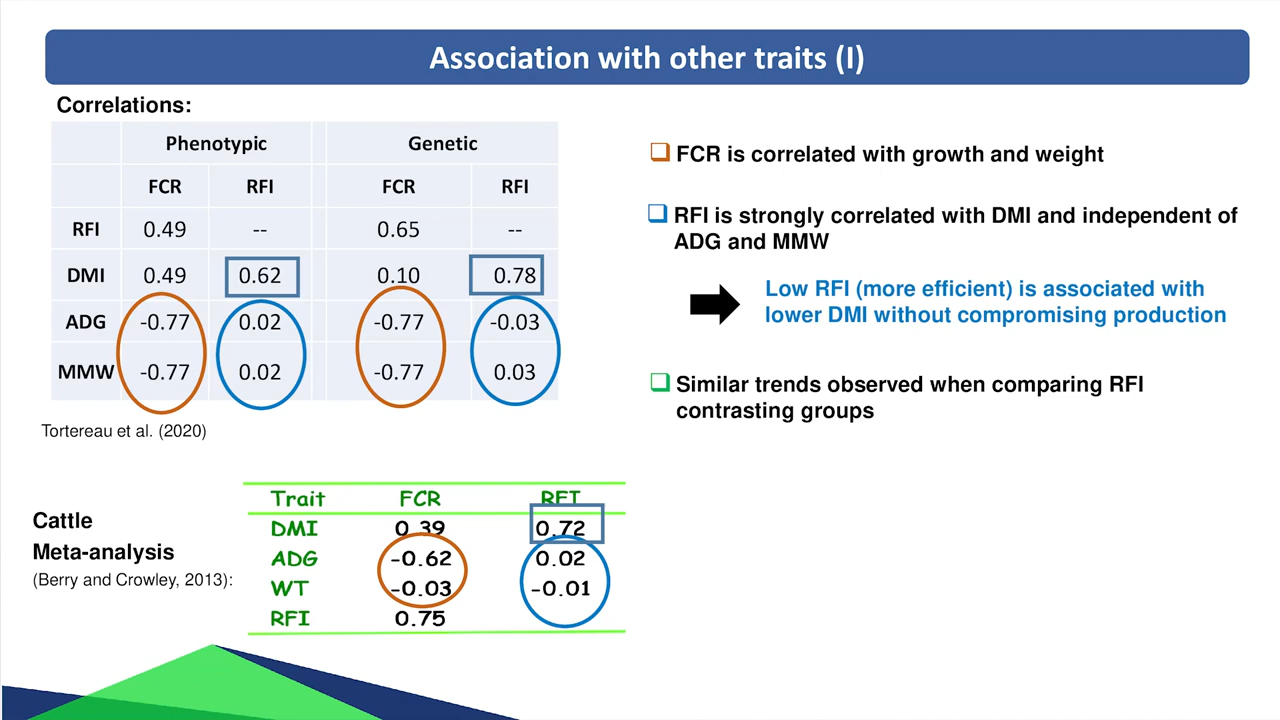 Association with other traits (I)
Correlations:
Phenotypic Genetic
FCR RFI FCR RFI
RFI 0.49 -- 0.65 --
DMI 0.49 0.62 0.10 0.78
ADG -0.77 0.02 -0.77 -0.03
MMW -0.77 0.02 -0.77 0.03
Tortereau et al. (2020)
FCR is correlated with growth and weight
RFI is strongly correlated with DMI and independent of
ADG and MMW
Low RFI (more efficient) is associated with
lower DMI without compromising production
Similar trends observed when comparing RFI
contrasting groups
Cattle
Meta-analysis
(Berry and Crowley, 2013):
Trait FCR RFI
DMI 0.39 0.72
ADG -0.62 0.02
WT -0.03 -0.01
RFI 0.75